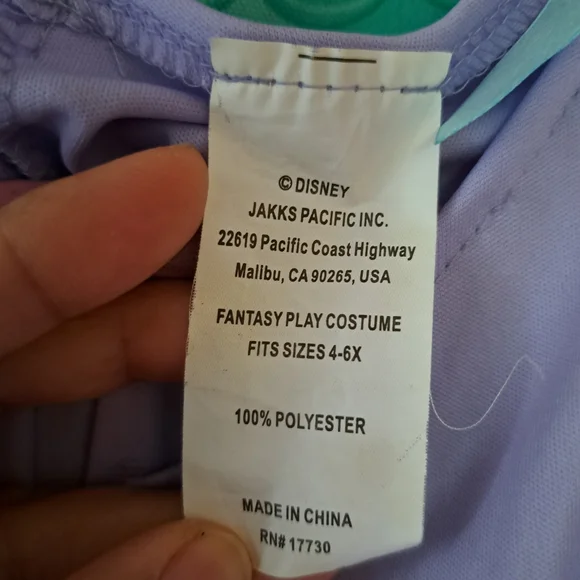 © DISNEY
JAKKS PACIFIC INC.
22619 Pacific Coast Highway
Malibu, CA 90265, USA
FANTASY PLAY COSTUME
FITS SIZES 4-6X
100% POLYESTER
MADE IN CHINA
RN# 17730